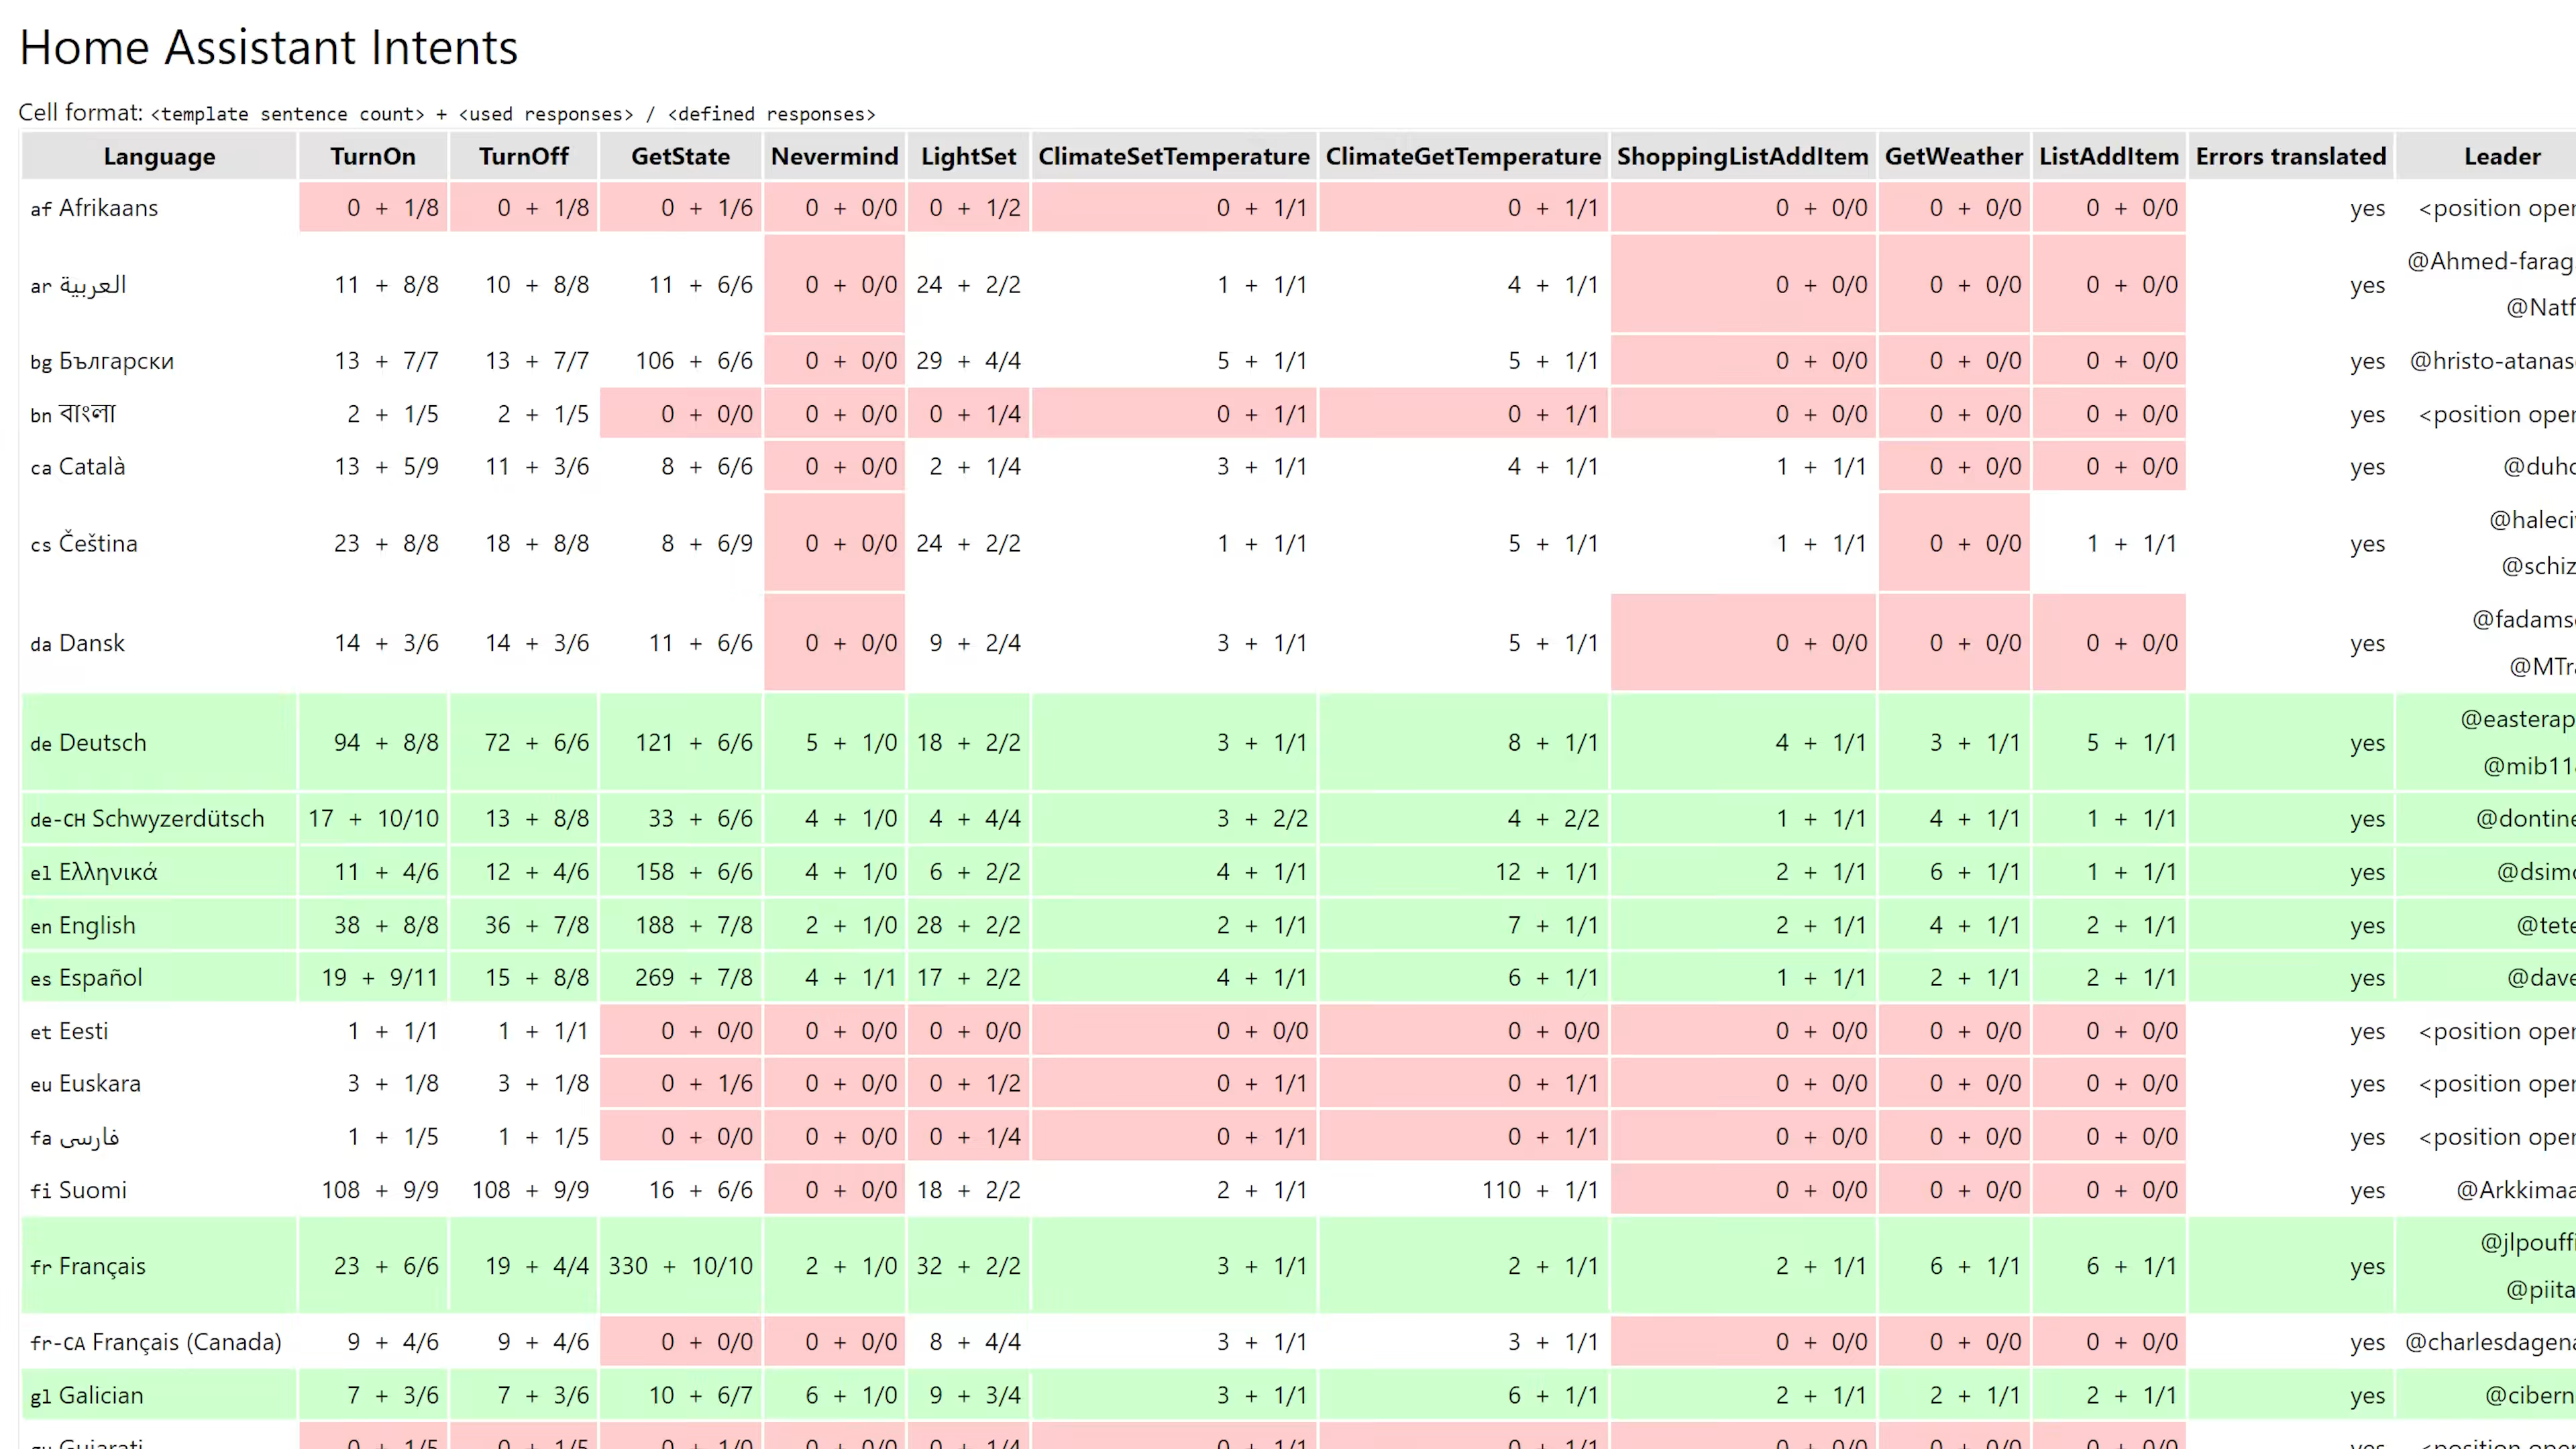 Home Assistant Intents
Cell format: <template sentence count> + <used responses> / <defined responses>
Language TurnOn TurnOff GetState Nevermind LightSet ClimateSetTemperature ClimateGetTemperature ShoppingListAddItem GetWeather ListAddItem Errors translated Leader
af Afrikaans 0 + 1/8 0 + 1/8 0 + 1/6 0 + 0/0 0 + 1/2 0 + 1/1 0 + 1/1 0 + 0/0 0 + 0/0 0 + 0/0 yes <position open
ar العربية 11 + 8/8 10 + 8/8 11 + 6/6 0 + 0/0 24 + 2/2 1 + 1/1 4 + 1/1 0 + 0/0 0 + 0/0 0 + 0/0 yes @Ahmed-farag
@Natf
bg Български 13 + 7/7 13 + 7/7 106 + 6/6 0 + 0/0 29 + 4/4 5 + 1/1 5 + 1/1 0 + 0/0 0 + 0/0 0 + 0/0 yes @hristo-atanas
bn বাংলা 2 + 1/5 2 + 1/5 0 + 0/0 0 + 0/0 0 + 1/4 0 + 1/1 0 + 1/1 0 + 0/0 0 + 0/0 0 + 0/0 yes <position open
ca Català 13 + 5/9 11 + 3/6 8 + 6/6 0 + 0/0 2 + 1/4 3 + 1/1 4 + 1/1 1 + 1/1 0 + 0/0 0 + 0/0 yes @duho
cs Čeština 23 + 8/8 18 + 8/8 8 + 6/9 0 + 0/0 24 + 2/2 1 + 1/1 5 + 1/1 1 + 1/1 0 + 0/0 1 + 1/1 yes @haleci
@schiz
da Dansk 14 + 3/6 14 + 3/6 11 + 6/6 0 + 0/0 9 + 2/4 3 + 1/1 5 + 1/1 0 + 0/0 0 + 0/0 0 + 0/0 yes @fadams
@MTra
de Deutsch 94 + 8/8 72 + 6/6 121 + 6/6 5 + 1/0 18 + 2/2 3 + 1/1 8 + 1/1 4 + 1/1 3 + 1/1 5 + 1/1 yes @easterap
@mib11
de-CH Schwyzerdütsch 17 + 10/10 13 + 8/8 33 + 6/6 4 + 1/0 4 + 4/4 3 + 2/2 4 + 2/2 1 + 1/1 4 + 1/1 1 + 1/1 yes @dontine
el Ελληνικά 11 + 4/6 12 + 4/6 158 + 6/6 4 + 1/0 6 + 2/2 4 + 1/1 12 + 1/1 2 + 1/1 6 + 1/1 1 + 1/1 yes @dsimo
en English 38 + 8/8 36 + 7/8 188 + 7/8 2 + 1/0 28 + 2/2 2 + 1/1 7 + 1/1 2 + 1/1 4 + 1/1 2 + 1/1 yes @tete
es Español 19 + 9/11 15 + 8/8 269 + 7/8 4 + 1/1 17 + 2/2 4 + 1/1 6 + 1/1 1 + 1/1 2 + 1/1 2 + 1/1 yes @dave
et Eesti 1 + 1/1 1 + 1/1 0 + 0/0 0 + 0/0 0 + 0/0 0 + 0/0 0 + 0/0 0 + 0/0 0 + 0/0 0 + 0/0 yes <position open
eu Euskara 3 + 1/8 3 + 1/8 0 + 1/6 0 + 0/0 0 + 1/2 0 + 1/1 0 + 1/1 0 + 0/0 0 + 0/0 0 + 0/0 yes <position open
fa فارسی 1 + 1/5 1 + 1/5 0 + 0/0 0 + 0/0 0 + 1/4 0 + 1/1 0 + 1/1 0 + 0/0 0 + 0/0 0 + 0/0 yes <position open
fi Suomi 108 + 9/9 108 + 9/9 16 + 6/6 0 + 0/0 18 + 2/2 2 + 1/1 110 + 1/1 0 + 0/0 0 + 0/0 0 + 0/0 yes @Arkkimaa
fr Français 23 + 6/6 19 + 4/4 330 + 10/10 2 + 1/0 32 + 2/2 3 + 1/1 2 + 1/1 2 + 1/1 6 + 1/1 6 + 1/1 yes @jlpouff
@piita
fr-CA Français (Canada) 9 + 4/6 9 + 4/6 0 + 0/0 0 + 0/0 8 + 4/4 3 + 1/1 3 + 1/1 0 + 0/0 0 + 0/0 0 + 0/0 yes @charlesdagena
gl Galician 7 + 3/6 7 + 3/6 10 + 6/7 6 + 1/0 9 + 3/4 3 + 1/1 6 + 1/1 2 + 1/1 2 + 1/1 2 + 1/1 yes @cibern